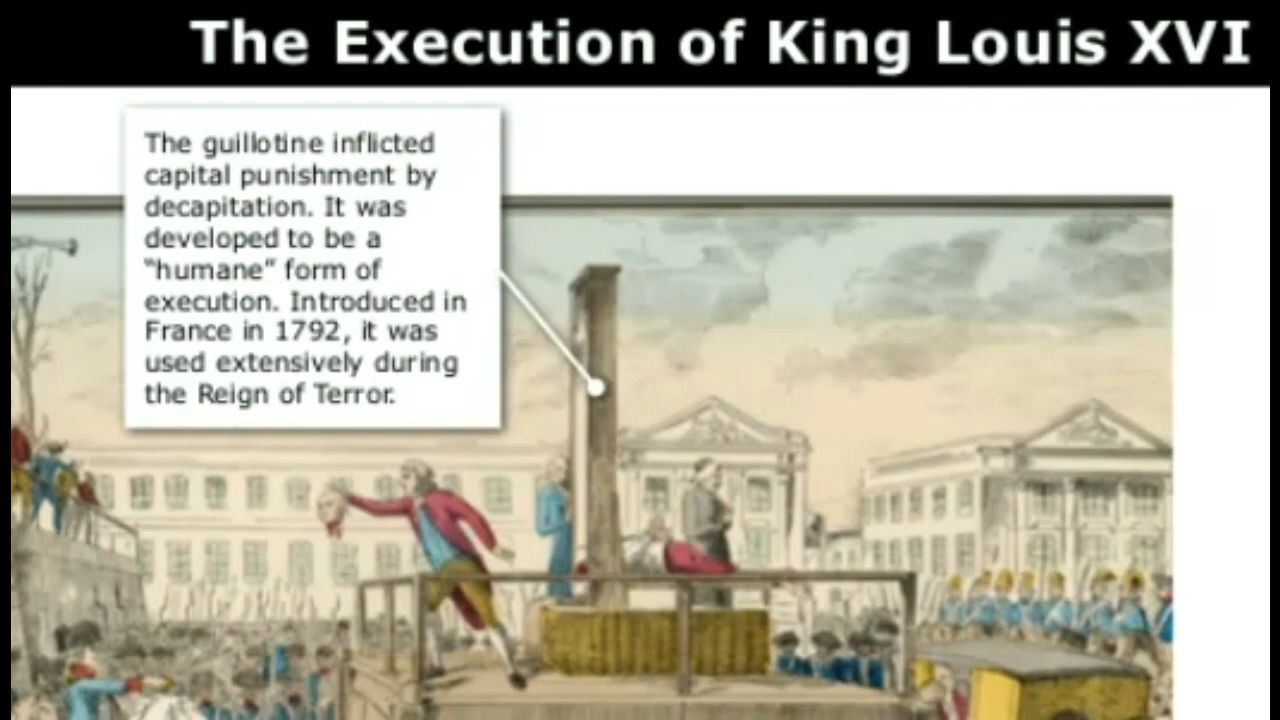 The Execution of King Louis XVI
The guillotine inflicted
capital punishment by
decapitation. It was
developed to be a
“humane” form of
execution. Introduced in
France in 1792, it was
used extensively during
the Reign of Terror.